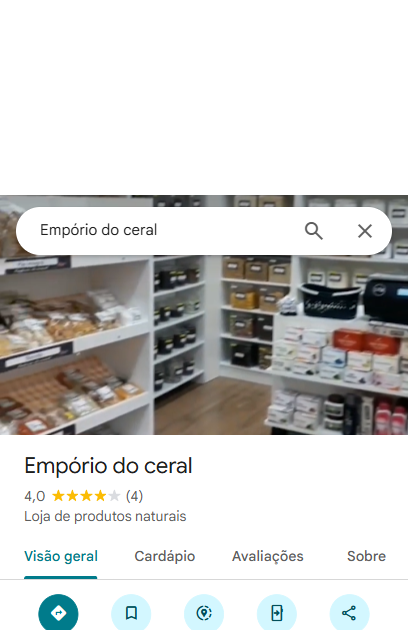 Empório do ceral
Empório do ceral
4,0 (4)
Loja de produtos naturais
Visão geral Cardápio Avaliações Sobre